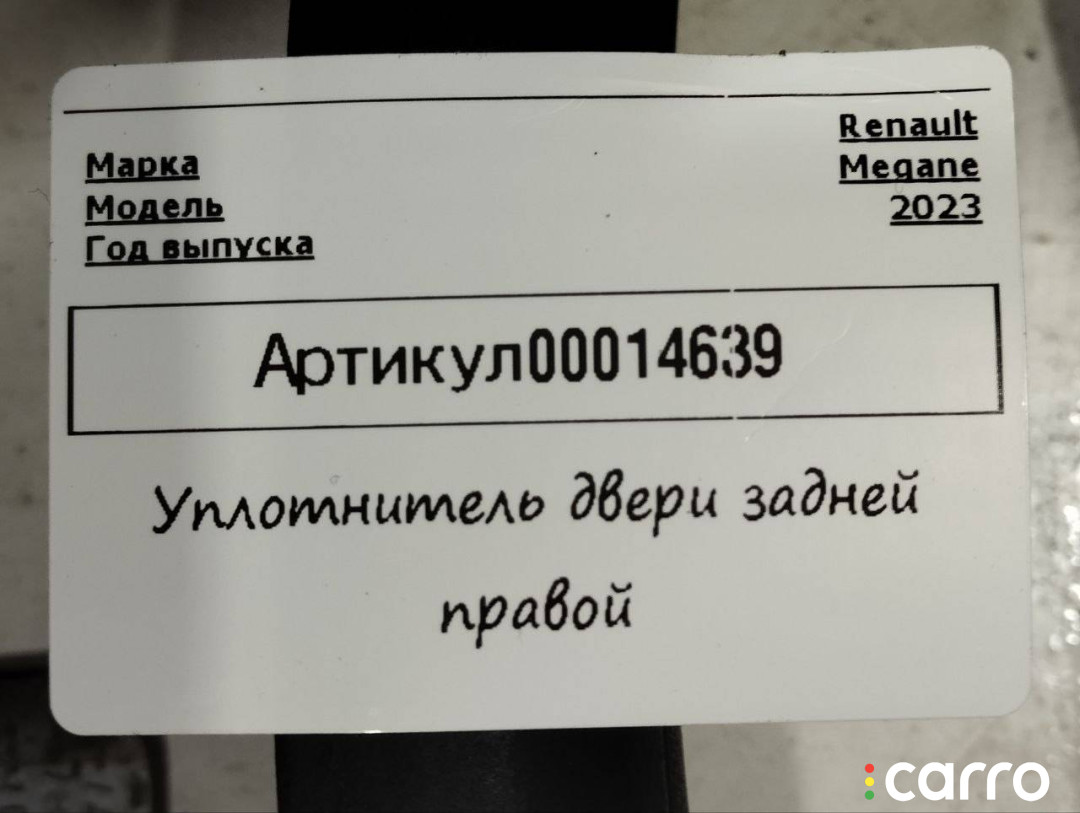 Марка Renault
Модель Megane
Год выпуска 2023
Артикул00014639
Уплотнитель двери задней
правой
carro